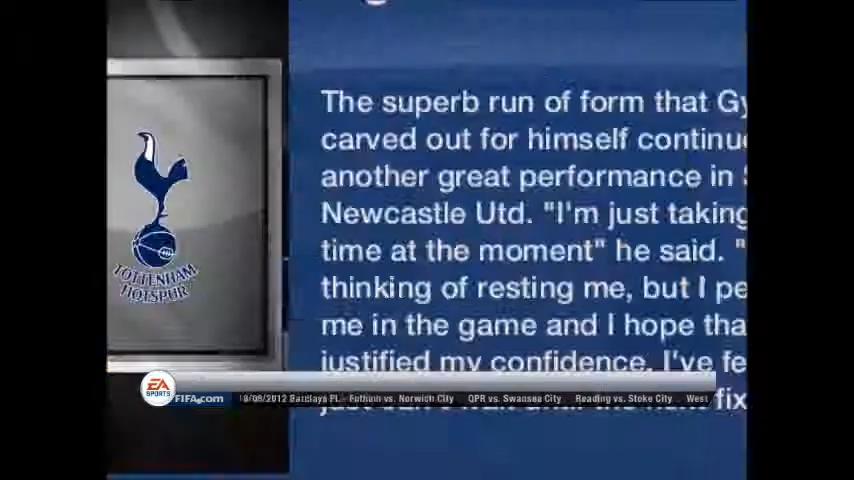 The superb run of form that Gy
carved out for himself continu
another great performance in
Newcastle Utd. "I'm just taking
time at the moment" he said. "
thinking of resting me, but I pe
me in the game and I hope tha
justified my confidence. I've fe
fix
TOTTENHAM
HOTSPUR
EA
SPORTS
FIFA.com
18/08/2012 Barclays PL - Fulham vs. Norwich City QPR vs. Swansea City Reading vs. Stoke City West